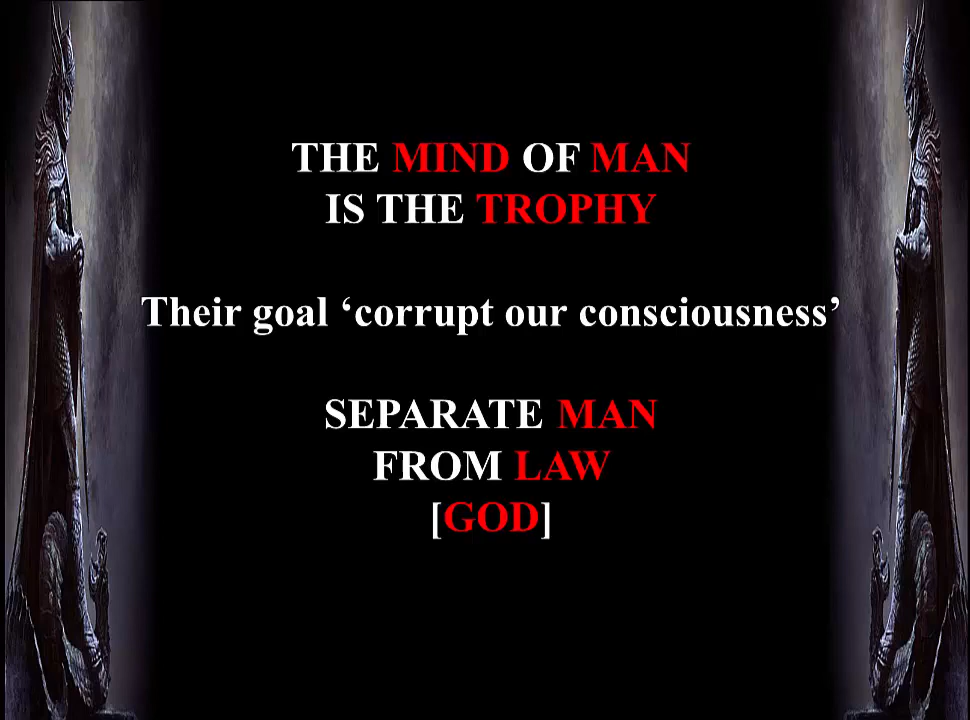 THE MIND OF MAN
IS THE TROPHY
Their goal ‘corrupt our consciousness’
SEPARATE MAN
FROM LAW
[GOD]